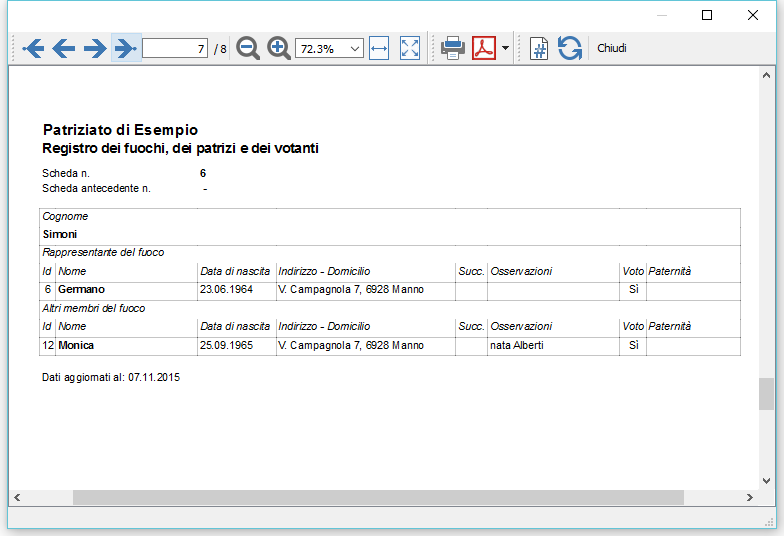 7 / 8 72.3% Chiudi
Patriziato di Esempio
Registro dei fuochi, dei patrizi e dei votanti
Scheda n. 6
Scheda antecedente n. -
Cognome
Simoni
Rappresentante del fuoco
Id Nome Data di nascita Indirizzo - Domicilio Succ. Osservazioni Voto Paternità
6 Germano 23.06.1964 V. Campagnola 7, 6928 Manno Sì
Altri membri del fuoco
Id Nome Data di nascita Indirizzo - Domicilio Succ. Osservazioni Voto Paternità
12 Monica 25.09.1965 V. Campagnola 7, 6928 Manno nata Alberti Sì
Dati aggiornati al: 07.11.2015